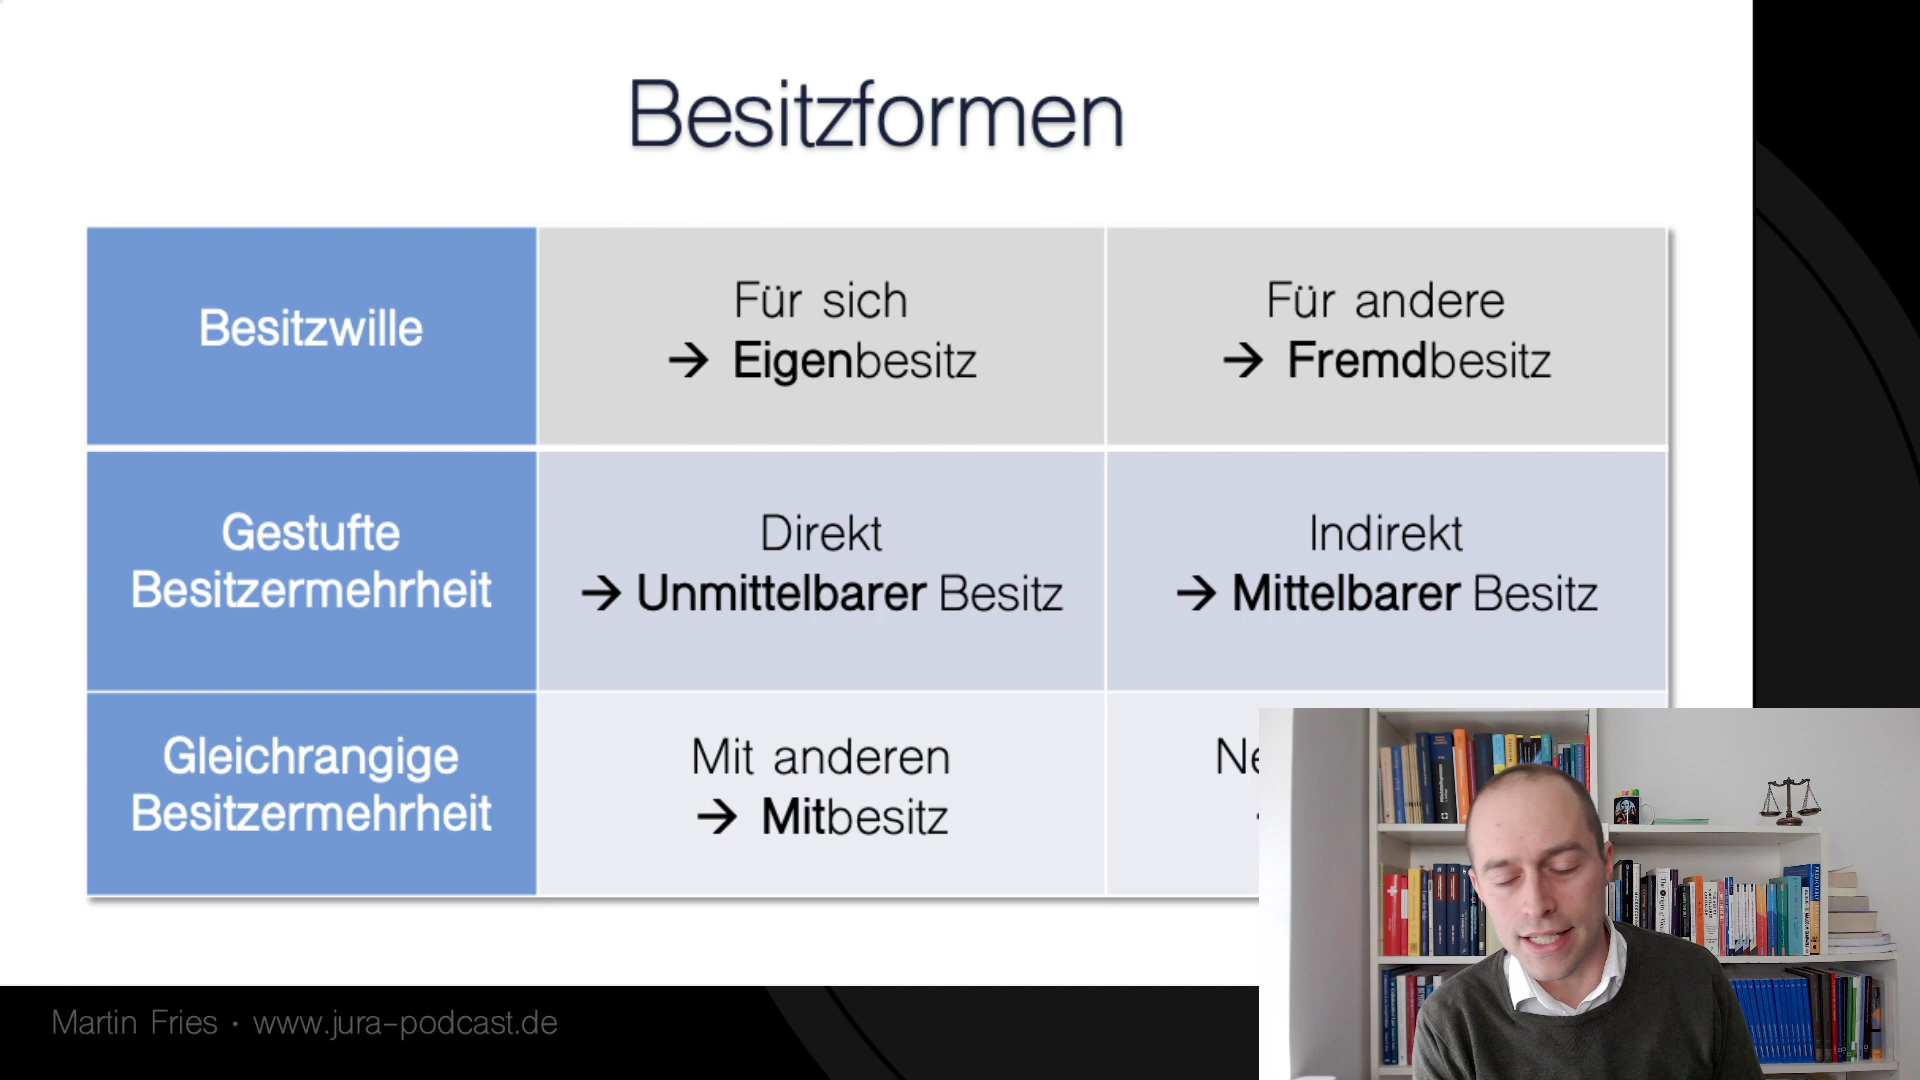 Besitzformen
Besitzwille
Für sich
→ Eigenbesitz
Für andere
→ Fremdbesitz
Gestufte
Besitzermehrheit
Direkt
→ Unmittelbarer Besitz
Indirekt
→ Mittelbarer Besitz
Gleichrangige
Besitzermehrheit
Mit anderen
→ Mitbesitz
Martin Fries • www.jura-podcast.de